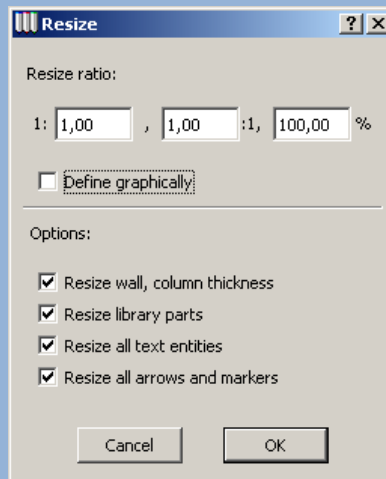 Resize
Resize ratio:
1: 1,00 , 1,00 :1, 100,00 %
Define graphically
Options:
Resize wall, column thickness
Resize library parts
Resize all text entities
Resize all arrows and markers
Cancel OK